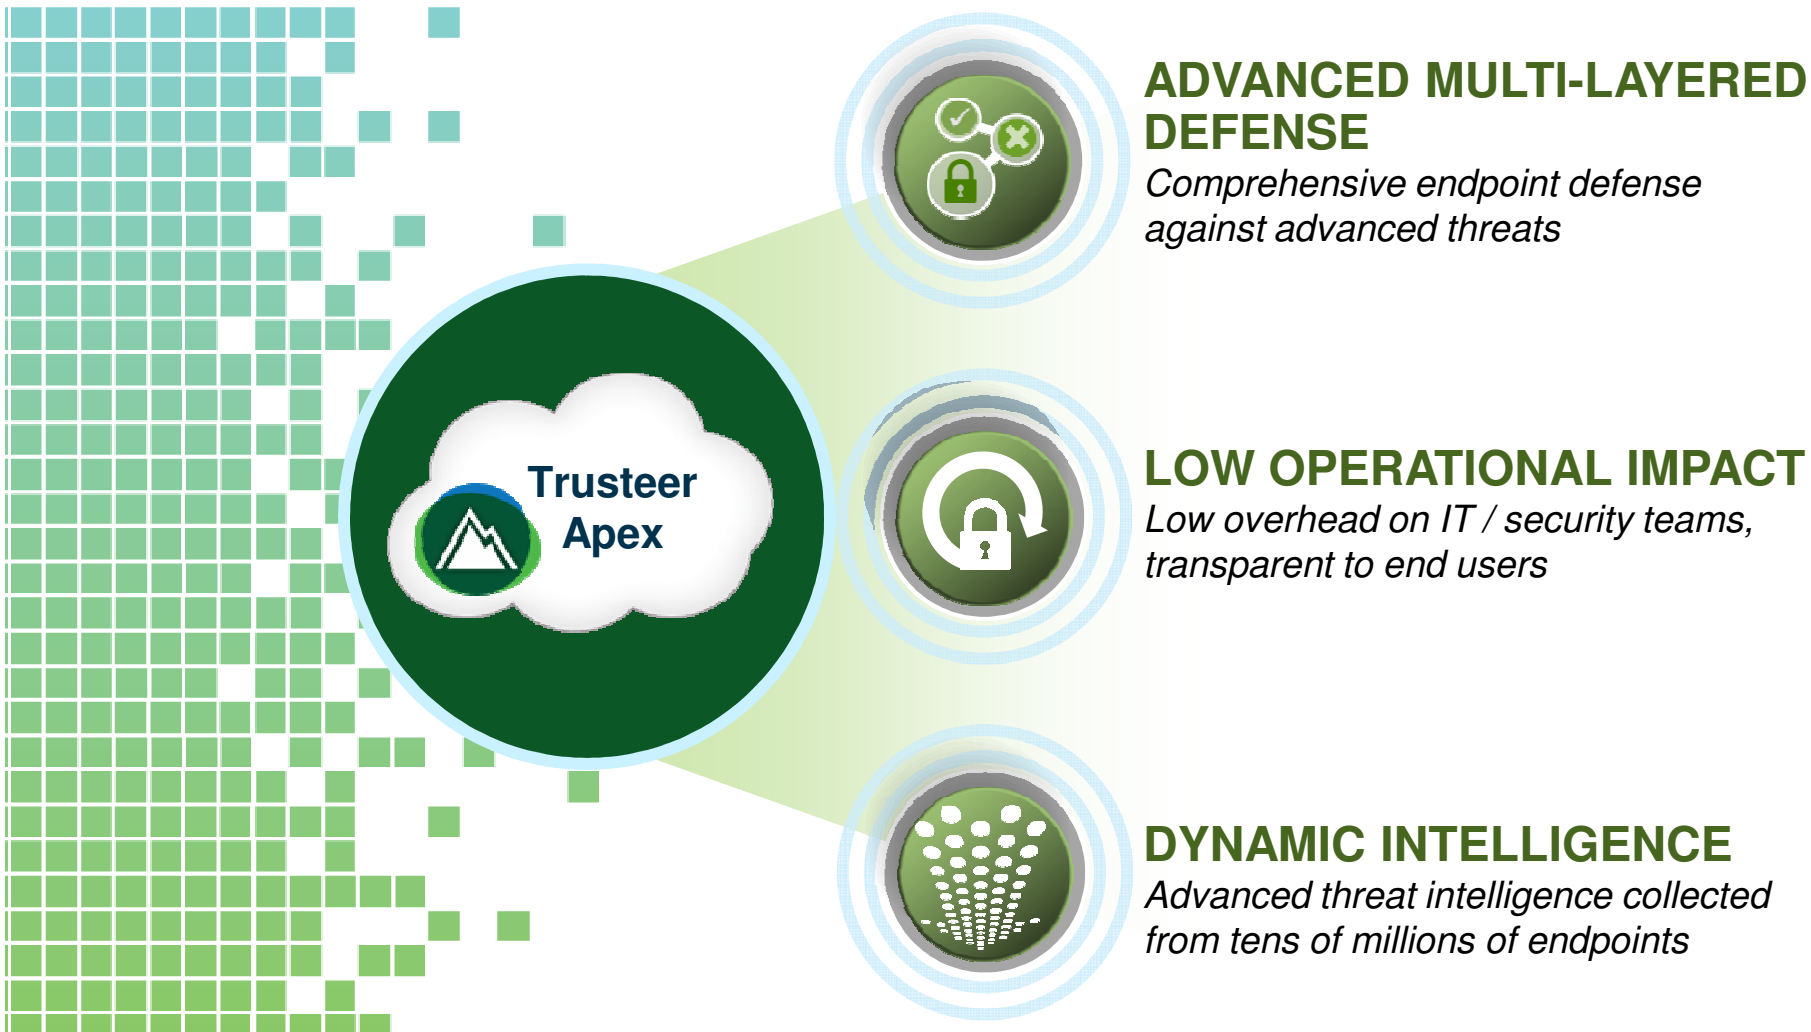 ADVANCED MULTI-LAYERED
DEFENSE
Comprehensive endpoint defense
against advanced threats
Trusteer
Apex
LOW OPERATIONAL IMPACT
Low overhead on IT / security teams,
transparent to end users
DYNAMIC INTELLIGENCE
Advanced threat intelligence collected
from tens of millions of endpoints